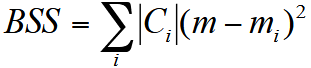 BSS = ∑_i |C_i|(m − m_i)^2